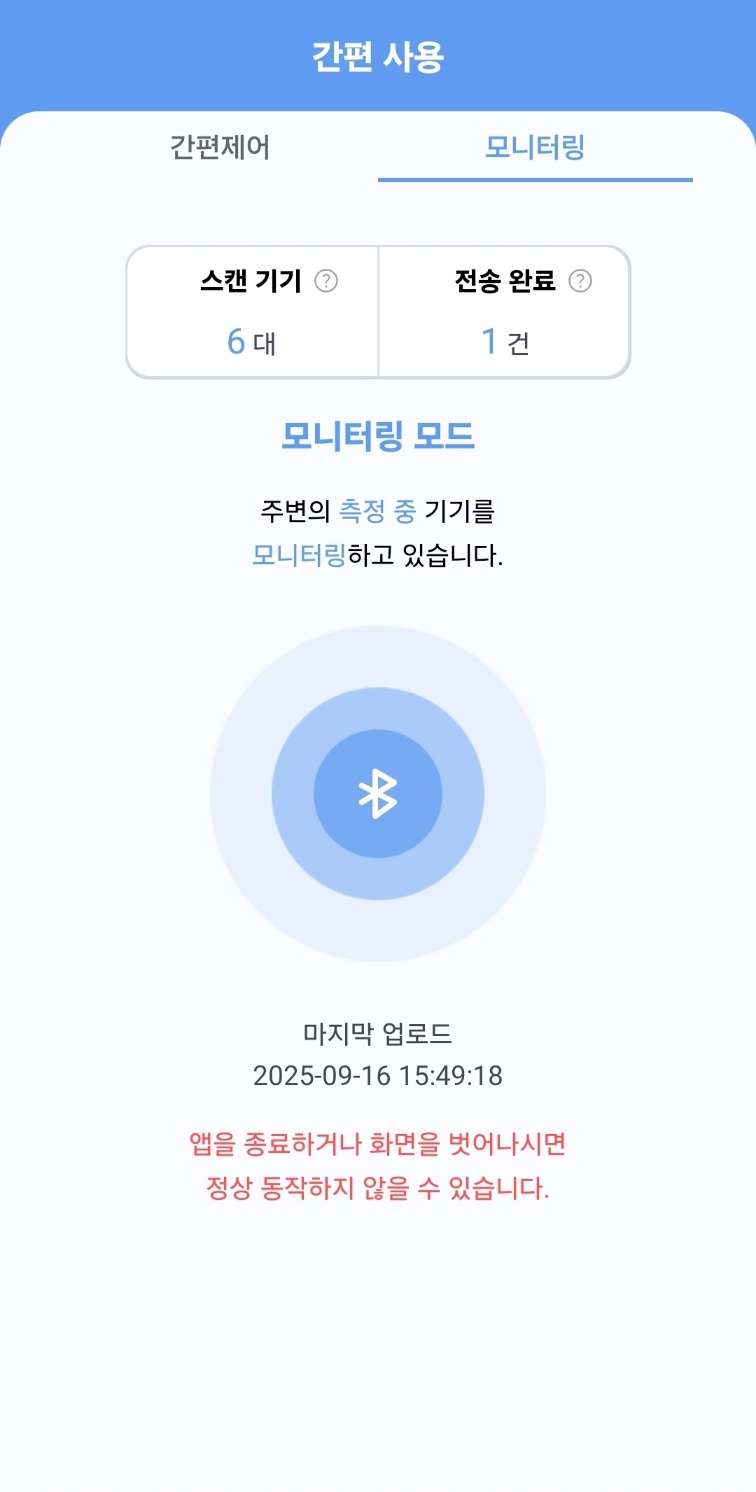 간편 사용
간편제어 모니터링
스캔 기기 ? 전송 완료 ?
6 대 1 건
모니터링 모드
주변의 측정 중 기기를
모니터링하고 있습니다.
마지막 업로드
2025-09-16 15:49:18
앱을 종료하거나 화면을 벗어나시면
정상 동작하지 않을 수 있습니다.